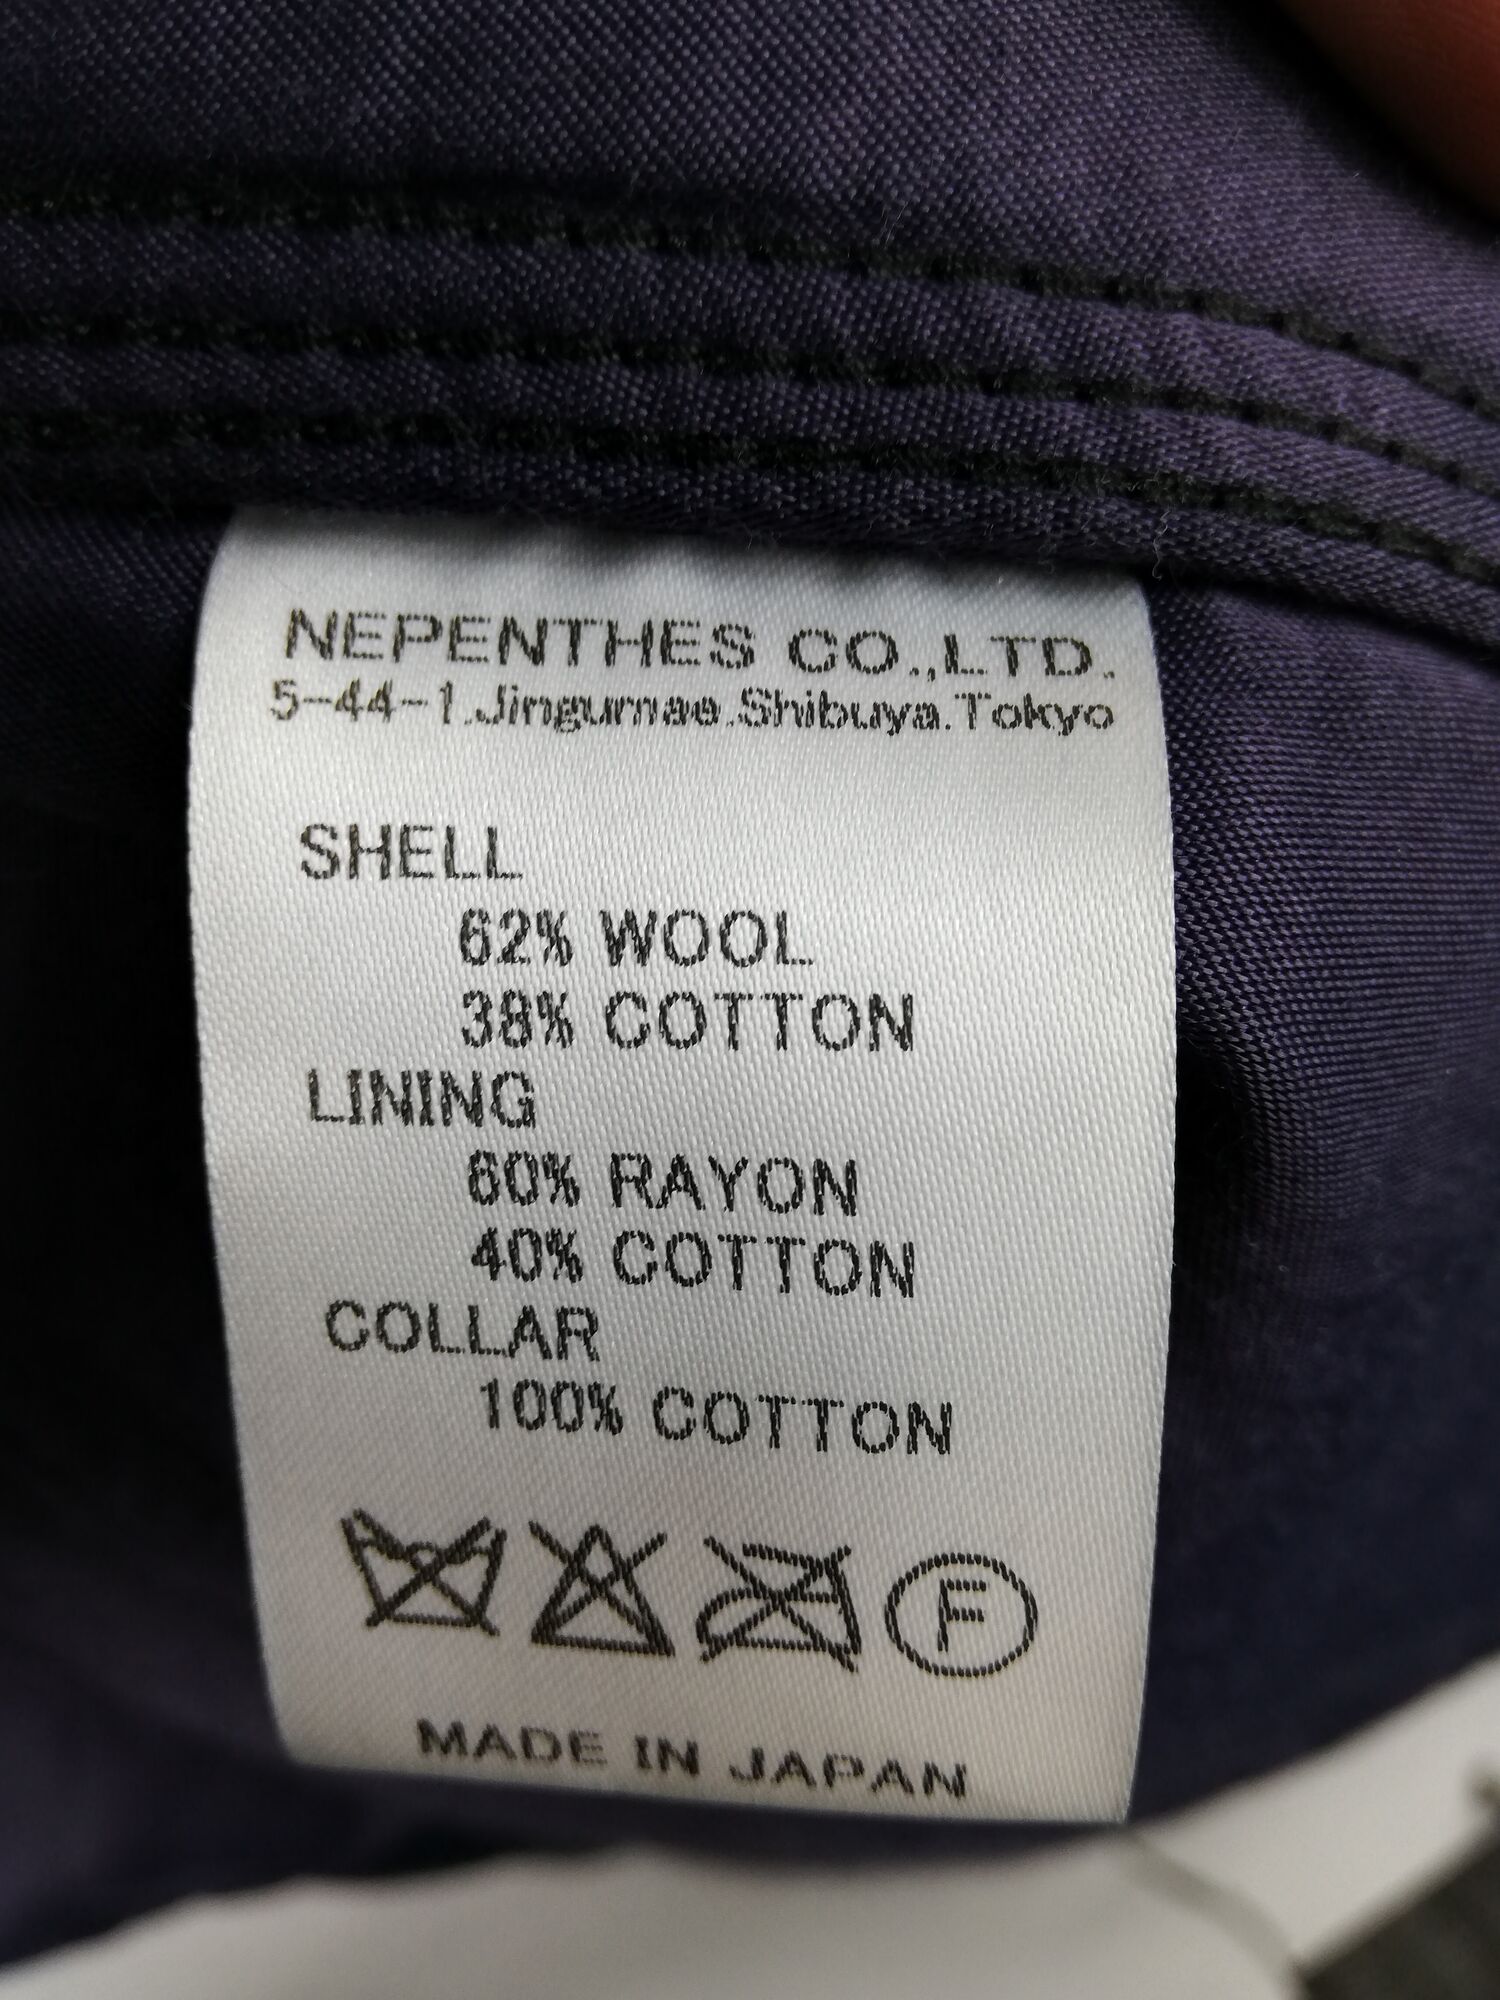 NEPENTHES CO.,LTD.
5-44-1.Jingumae.Shibuya.Tokyo
SHELL
62% WOOL
38% COTTON
LINING
60% RAYON
40% COTTON
COLLAR
100% COTTON
F
MADE IN JAPAN